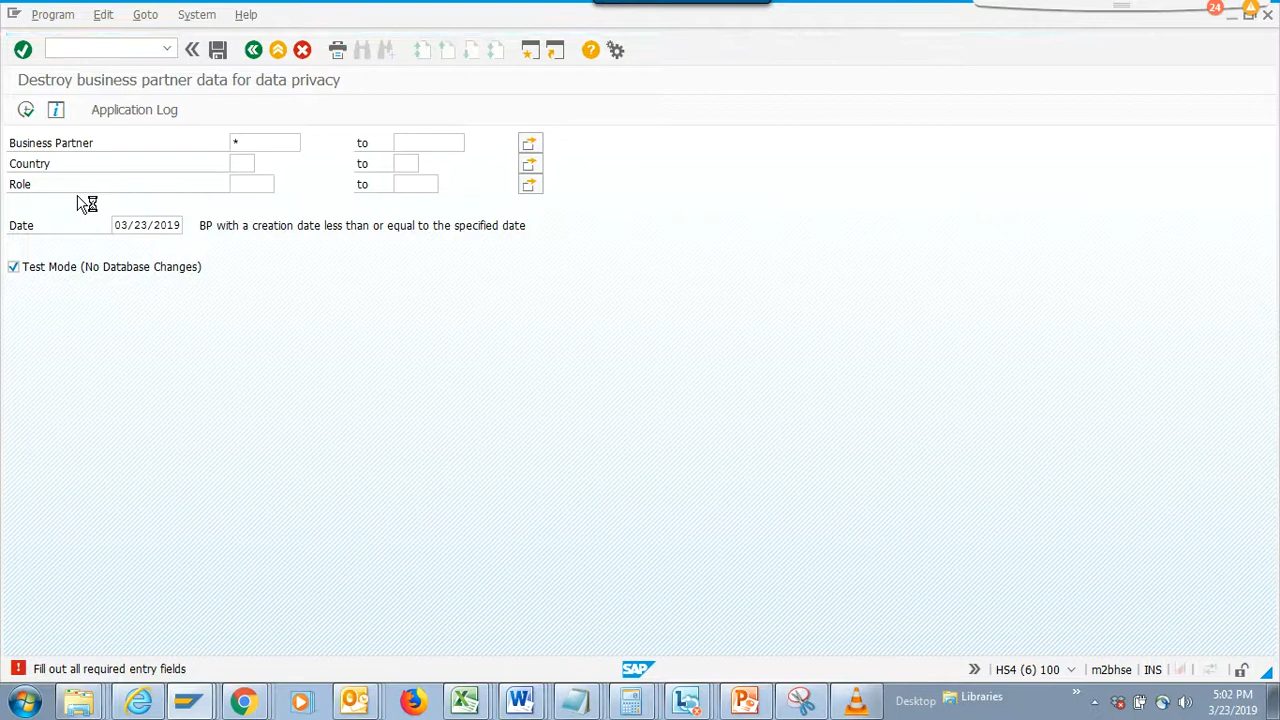 24
Program Edit Goto System Help
Destroy business partner data for data privacy
Application Log
Business Partner * to
Country to
Role to
Date 03/23/2019 BP with a creation date less than or equal to the specified date
Test Mode (No Database Changes)
Fill out all required entry fields SAP HS4 (6) 100 m2bhse INS
Desktop Libraries 5:02 PM
3/23/2019